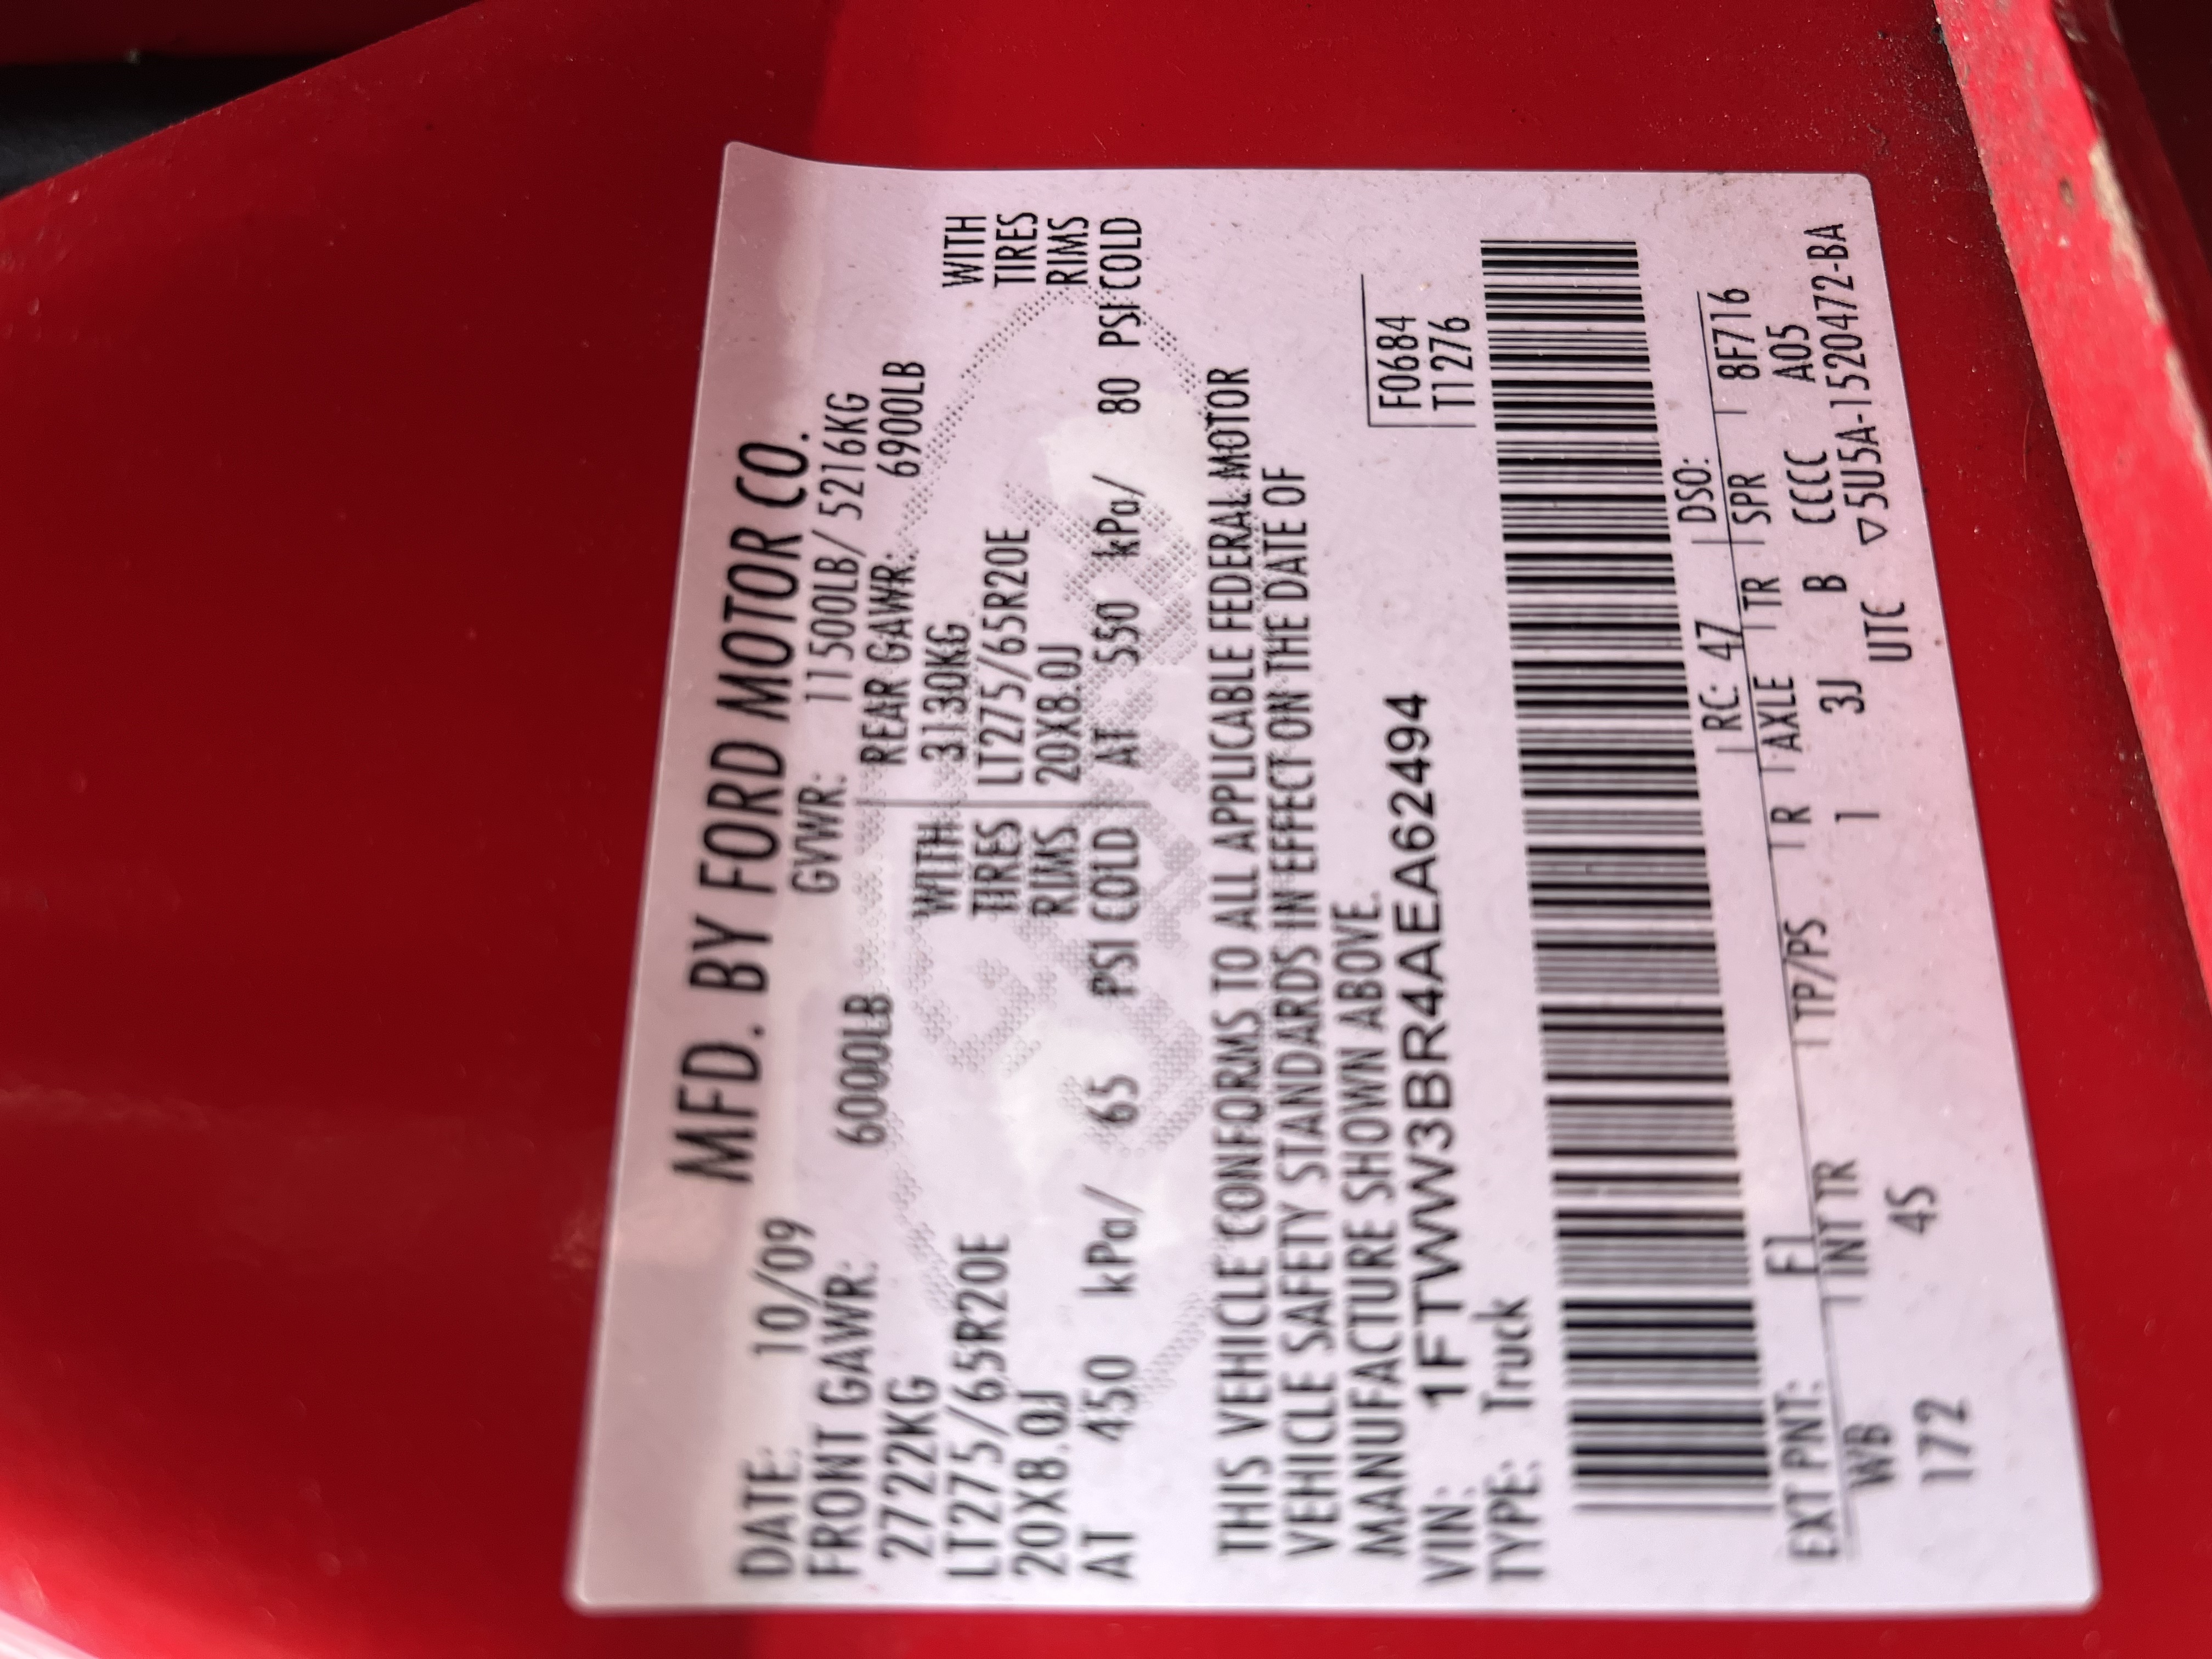 MFD. BY FORD MOTOR CO.
DATE: 10/09 GVWR: 11500LB/ 5216KG
FRONT GAWR: 6000LB REAR GAWR: 6900LB
2722KG WITH 3130KG WITH
LT275/65R20E TIRES LT275/65R20E TIRES
20X8.0J RIMS 20X8.0J RIMS
AT 450 kPa/ 65 PSI COLD AT 550 kPa/ 80 PSI COLD
THIS VEHICLE CONFORMS TO ALL APPLICABLE FEDERAL MOTOR
VEHICLE SAFETY STANDARDS IN EFFECT ON THE DATE OF
MANUFACTURE SHOWN ABOVE.
VIN: 1FTWW3BR4AEA62494 F0684
TYPE: Truck T1276
EXT PNT: F1 RC: 47 DSO:
WB INT TR TP/PS R AXLE TR SPR 8F716
172 4S 1 3J B CCCC A05
UTC ▽5U5A-1520472-BA